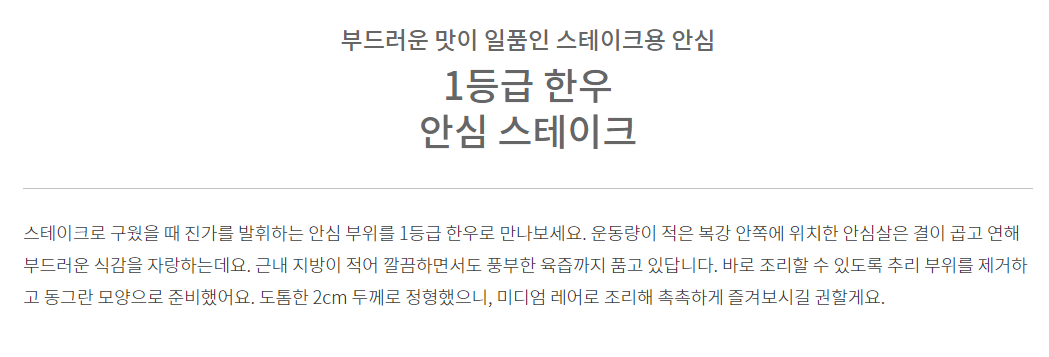 부드러운 맛이 일품인 스테이크용 안심
1등급 한우
안심 스테이크
스테이크로 구웠을 때 진가를 발휘하는 안심 부위를 1등급 한우로 만나보세요. 운동량이 적은 복강 안쪽에 위치한 안심살은 결이 곱고 연해
부드러운 식감을 자랑하는데요. 근내 지방이 적어 깔끔하면서도 풍부한 육즙까지 품고 있답니다. 바로 조리할 수 있도록 추리 부위를 제거하
고 동그란 모양으로 준비했어요. 도톰한 2cm 두께로 정형했으니, 미디엄 레어로 조리해 촉촉하게 즐겨보시길 권할게요.